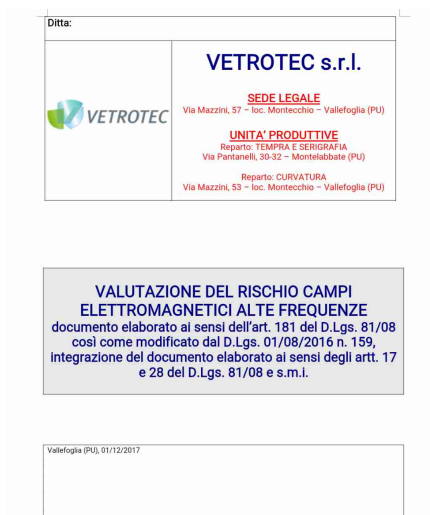 Ditta:
VETROTEC
VETROTEC s.r.l.
SEDE LEGALE
Via Mazzini, 57 – loc. Montecchio – Vallefoglia (PU)
UNITA' PRODUTTIVE
Reparto: TEMPRA E SERIGRAFIA
Via Pantanelli, 30-32 – Montelabbate (PU)
Reparto: CURVATURA
Via Mazzini, 53 – loc. Montecchio – Vallefoglia (PU)
VALUTAZIONE DEL RISCHIO CAMPI
ELETTROMAGNETICI ALTE FREQUENZE
documento elaborato ai sensi dell'art. 181 del D.Lgs. 81/08
così come modificato dal D.Lgs. 01/08/2016 n. 159,
integrazione del documento elaborato ai sensi degli artt. 17
e 28 del D.Lgs. 81/08 e s.m.i.
Vallefoglia (PU), 01/12/2017